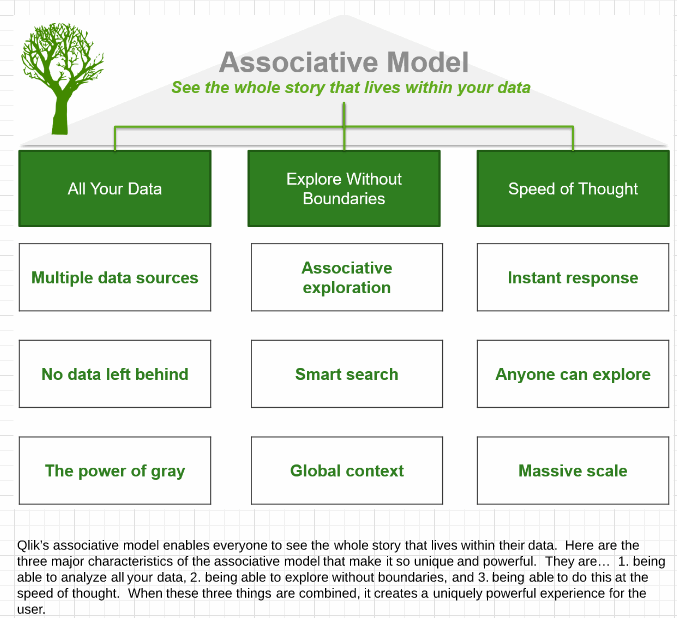 Associative Model
See the whole story that lives within your data
All Your Data
Explore Without
Boundaries
Speed of Thought
Multiple data sources
Associative
exploration
Instant response
No data left behind
Smart search
Anyone can explore
The power of gray
Global context
Massive scale
Qlik's associative model enables everyone to see the whole story that lives within their data.  Here are the
three major characteristics of the associative model that make it so unique and powerful.  They are…  1. being
able to analyze all your data, 2. being able to explore without boundaries, and 3. being able to do this at the
speed of thought.  When these three things are combined, it creates a uniquely powerful experience for the
user.